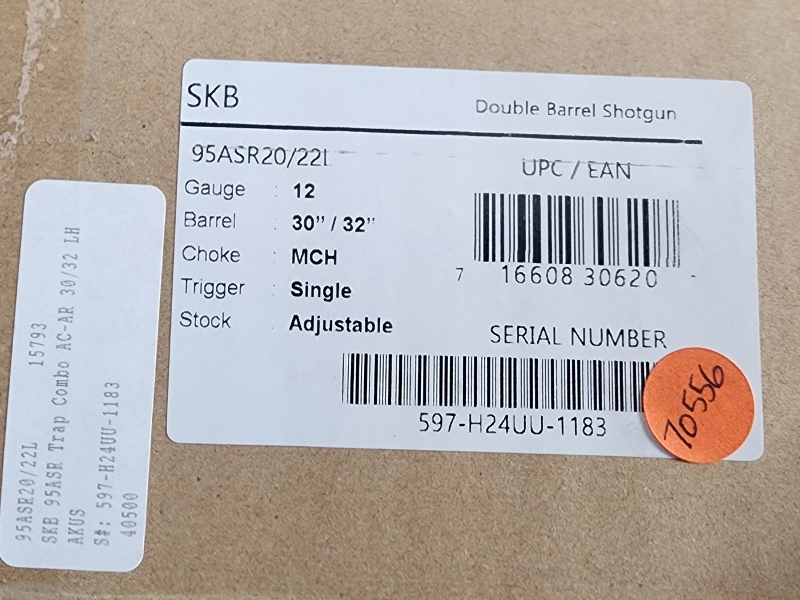 SKB
Double Barrel Shotgun
95ASR20/22L
Gauge : 12
Barrel : 30” / 32”
Choke : MCH
Trigger : Single
Stock : Adjustable
UPC / EAN
7 16608 30620 -
SERIAL NUMBER
597-H24UU-1183
70556
95ASR20/22L 15793
SKB 95ASR Trap Combo AC-AR 30/32 LH
AKUS
S#: 597-H24UU-1183
40500